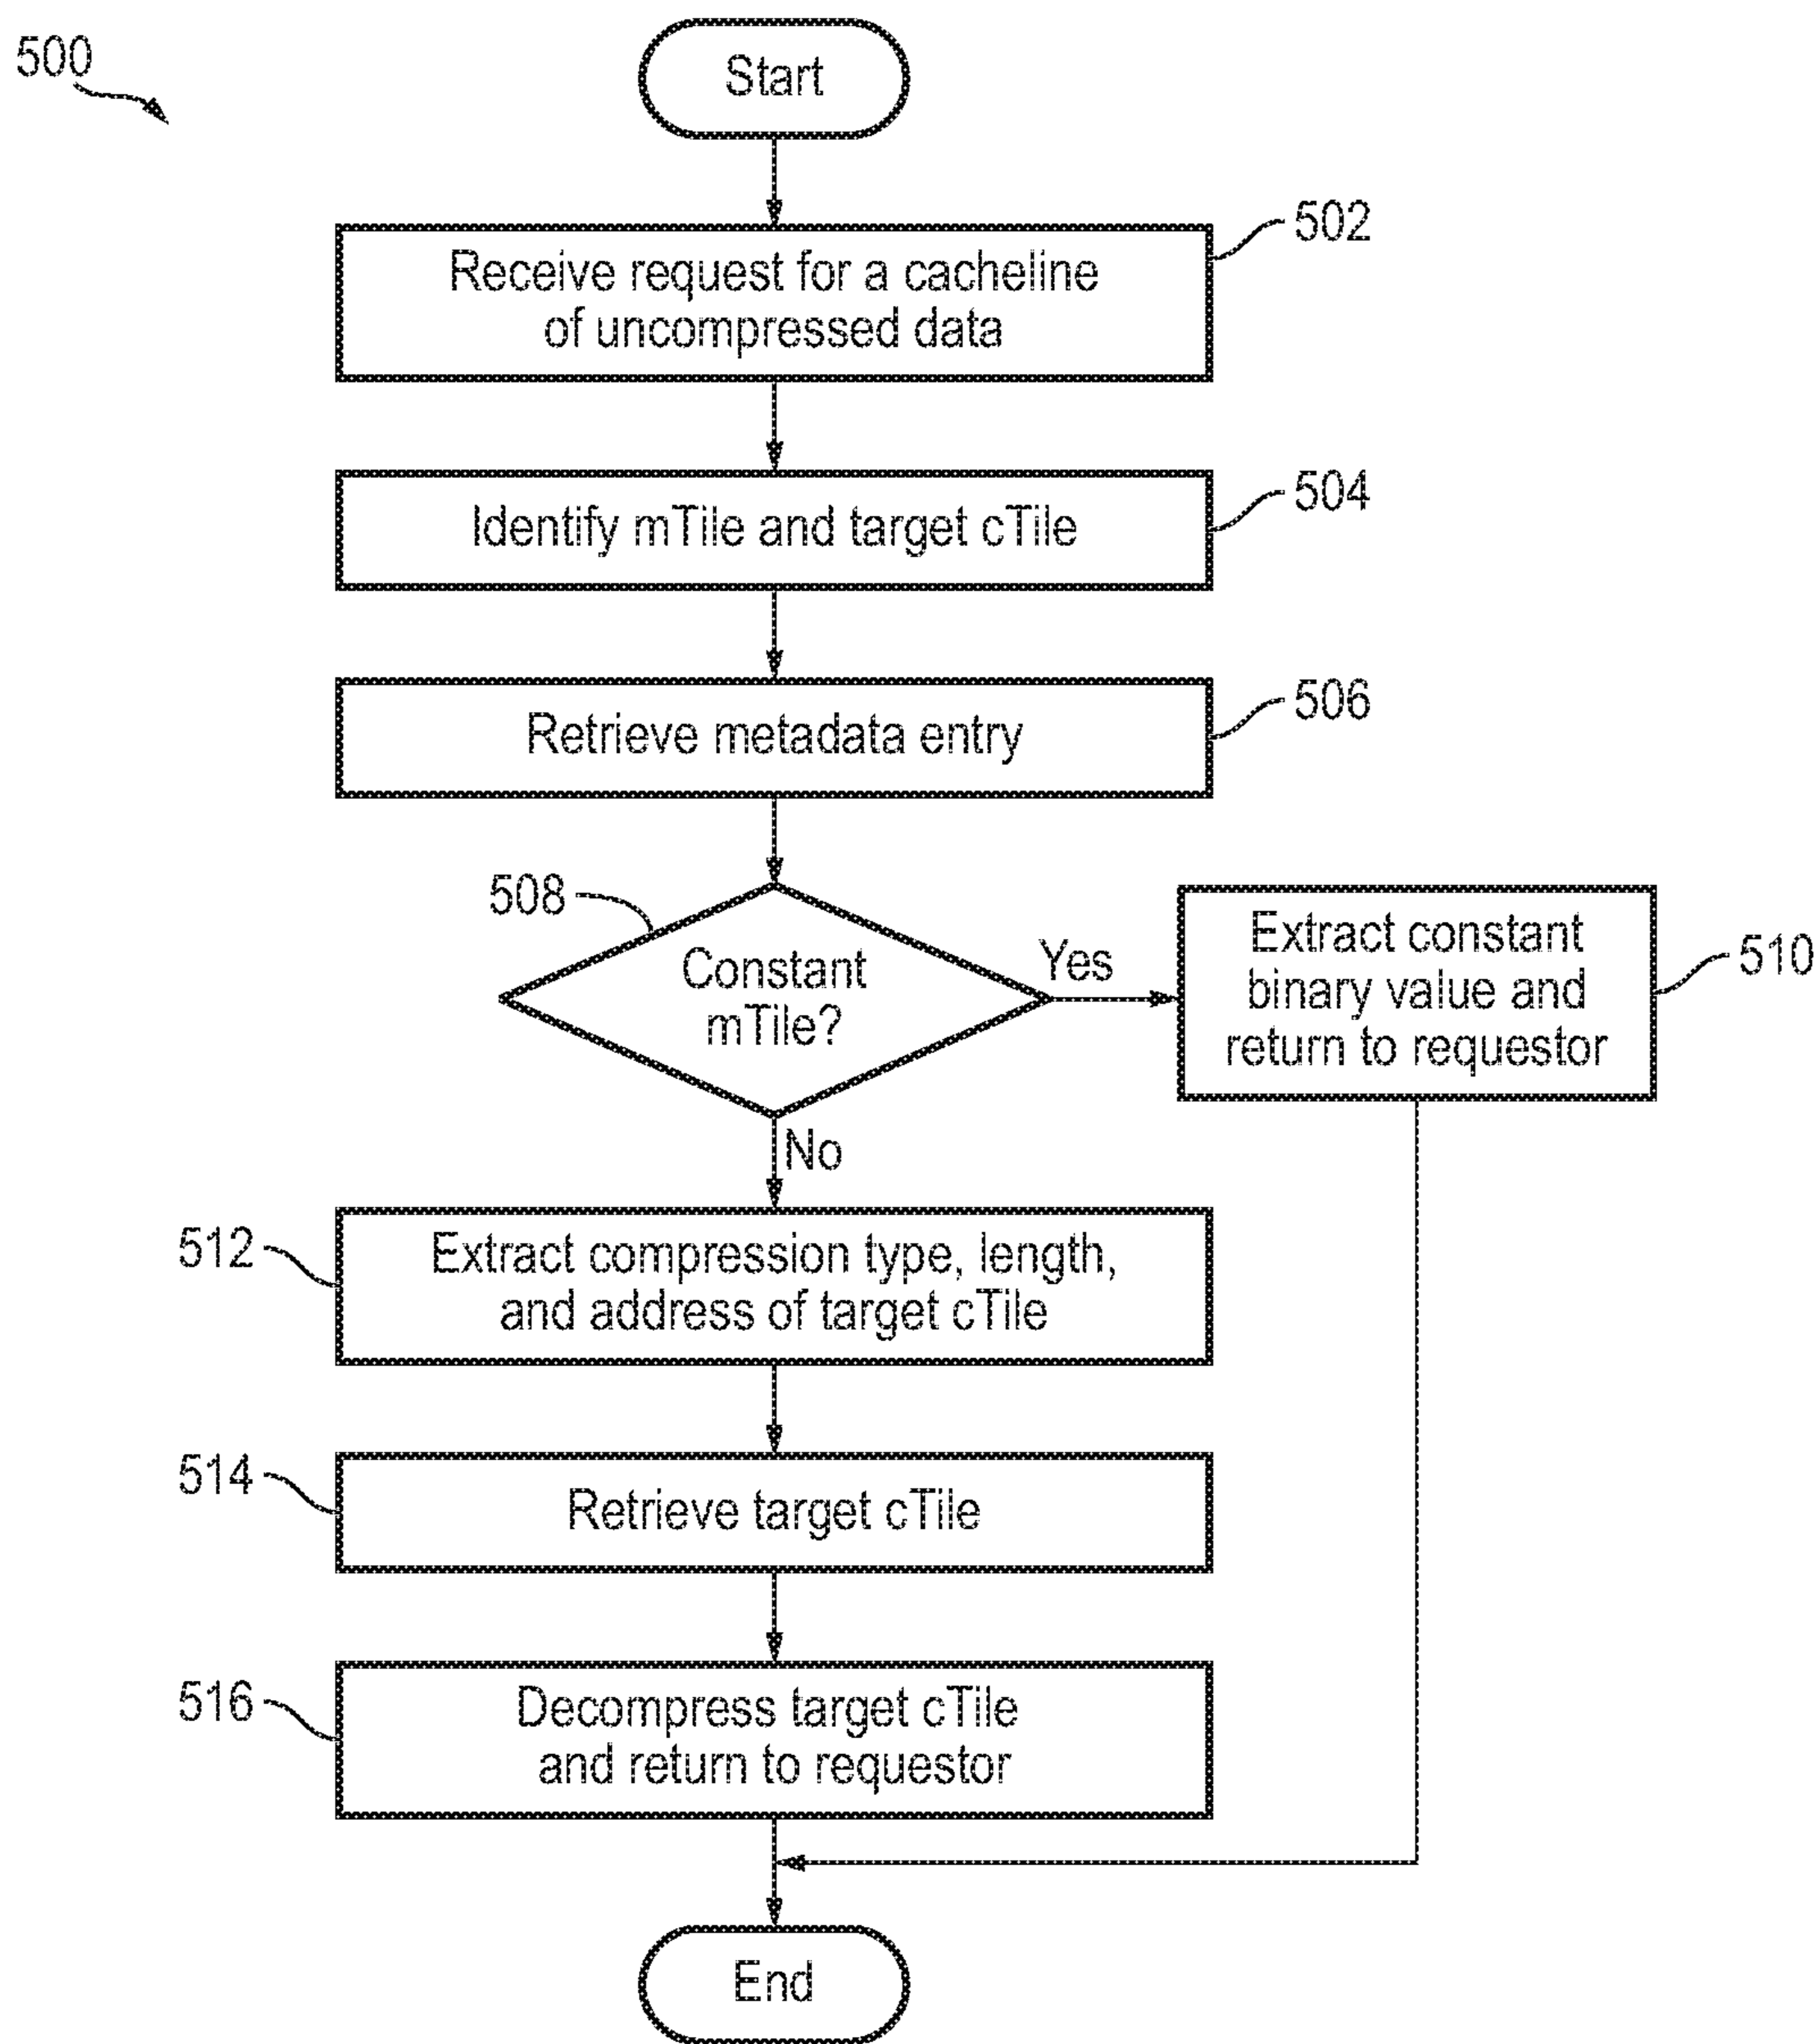 500
Start
502
Receive request for a cacheline
of uncompressed data
504
Identify mTile and target cTile
506
Retrieve metadata entry
508
Constant
mTile?
Yes
Extract constant
binary value and
return to requestor
510
No
512
Extract compression type, length,
and address of target cTile
514
Retrieve target cTile
516
Decompress target cTile
and return to requestor
End